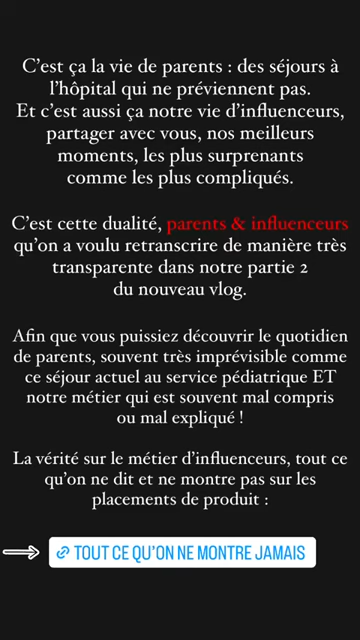 C'est ça la vie de parents : des séjours à
l'hôpital qui ne préviennent pas.
Et c'est aussi ça notre vie d'influenceurs,
partager avec vous, nos meilleurs
moments, les plus surprenants
comme les plus compliqués.
C'est cette dualité, parents & influenceurs
qu'on a voulu retranscrire de manière très
transparente dans notre partie 2
du nouveau vlog.
Afin que vous puissiez découvrir le quotidien
de parents, souvent très imprévisible comme
ce séjour actuel au service pédiatrique ET
notre métier qui est souvent mal compris
ou mal expliqué !
La vérité sur le métier d'influenceurs, tout ce
qu'on ne dit et ne montre pas sur les
placements de produit :
TOUT CE QU'ON NE MONTRE JAMAIS